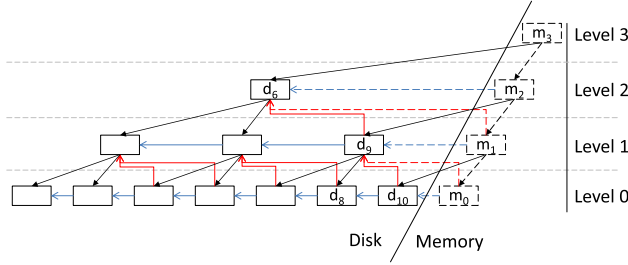 m3 Level 3
d6 m2 Level 2
d9 m1 Level 1
d8 d10 m0 Level 0
Disk Memory